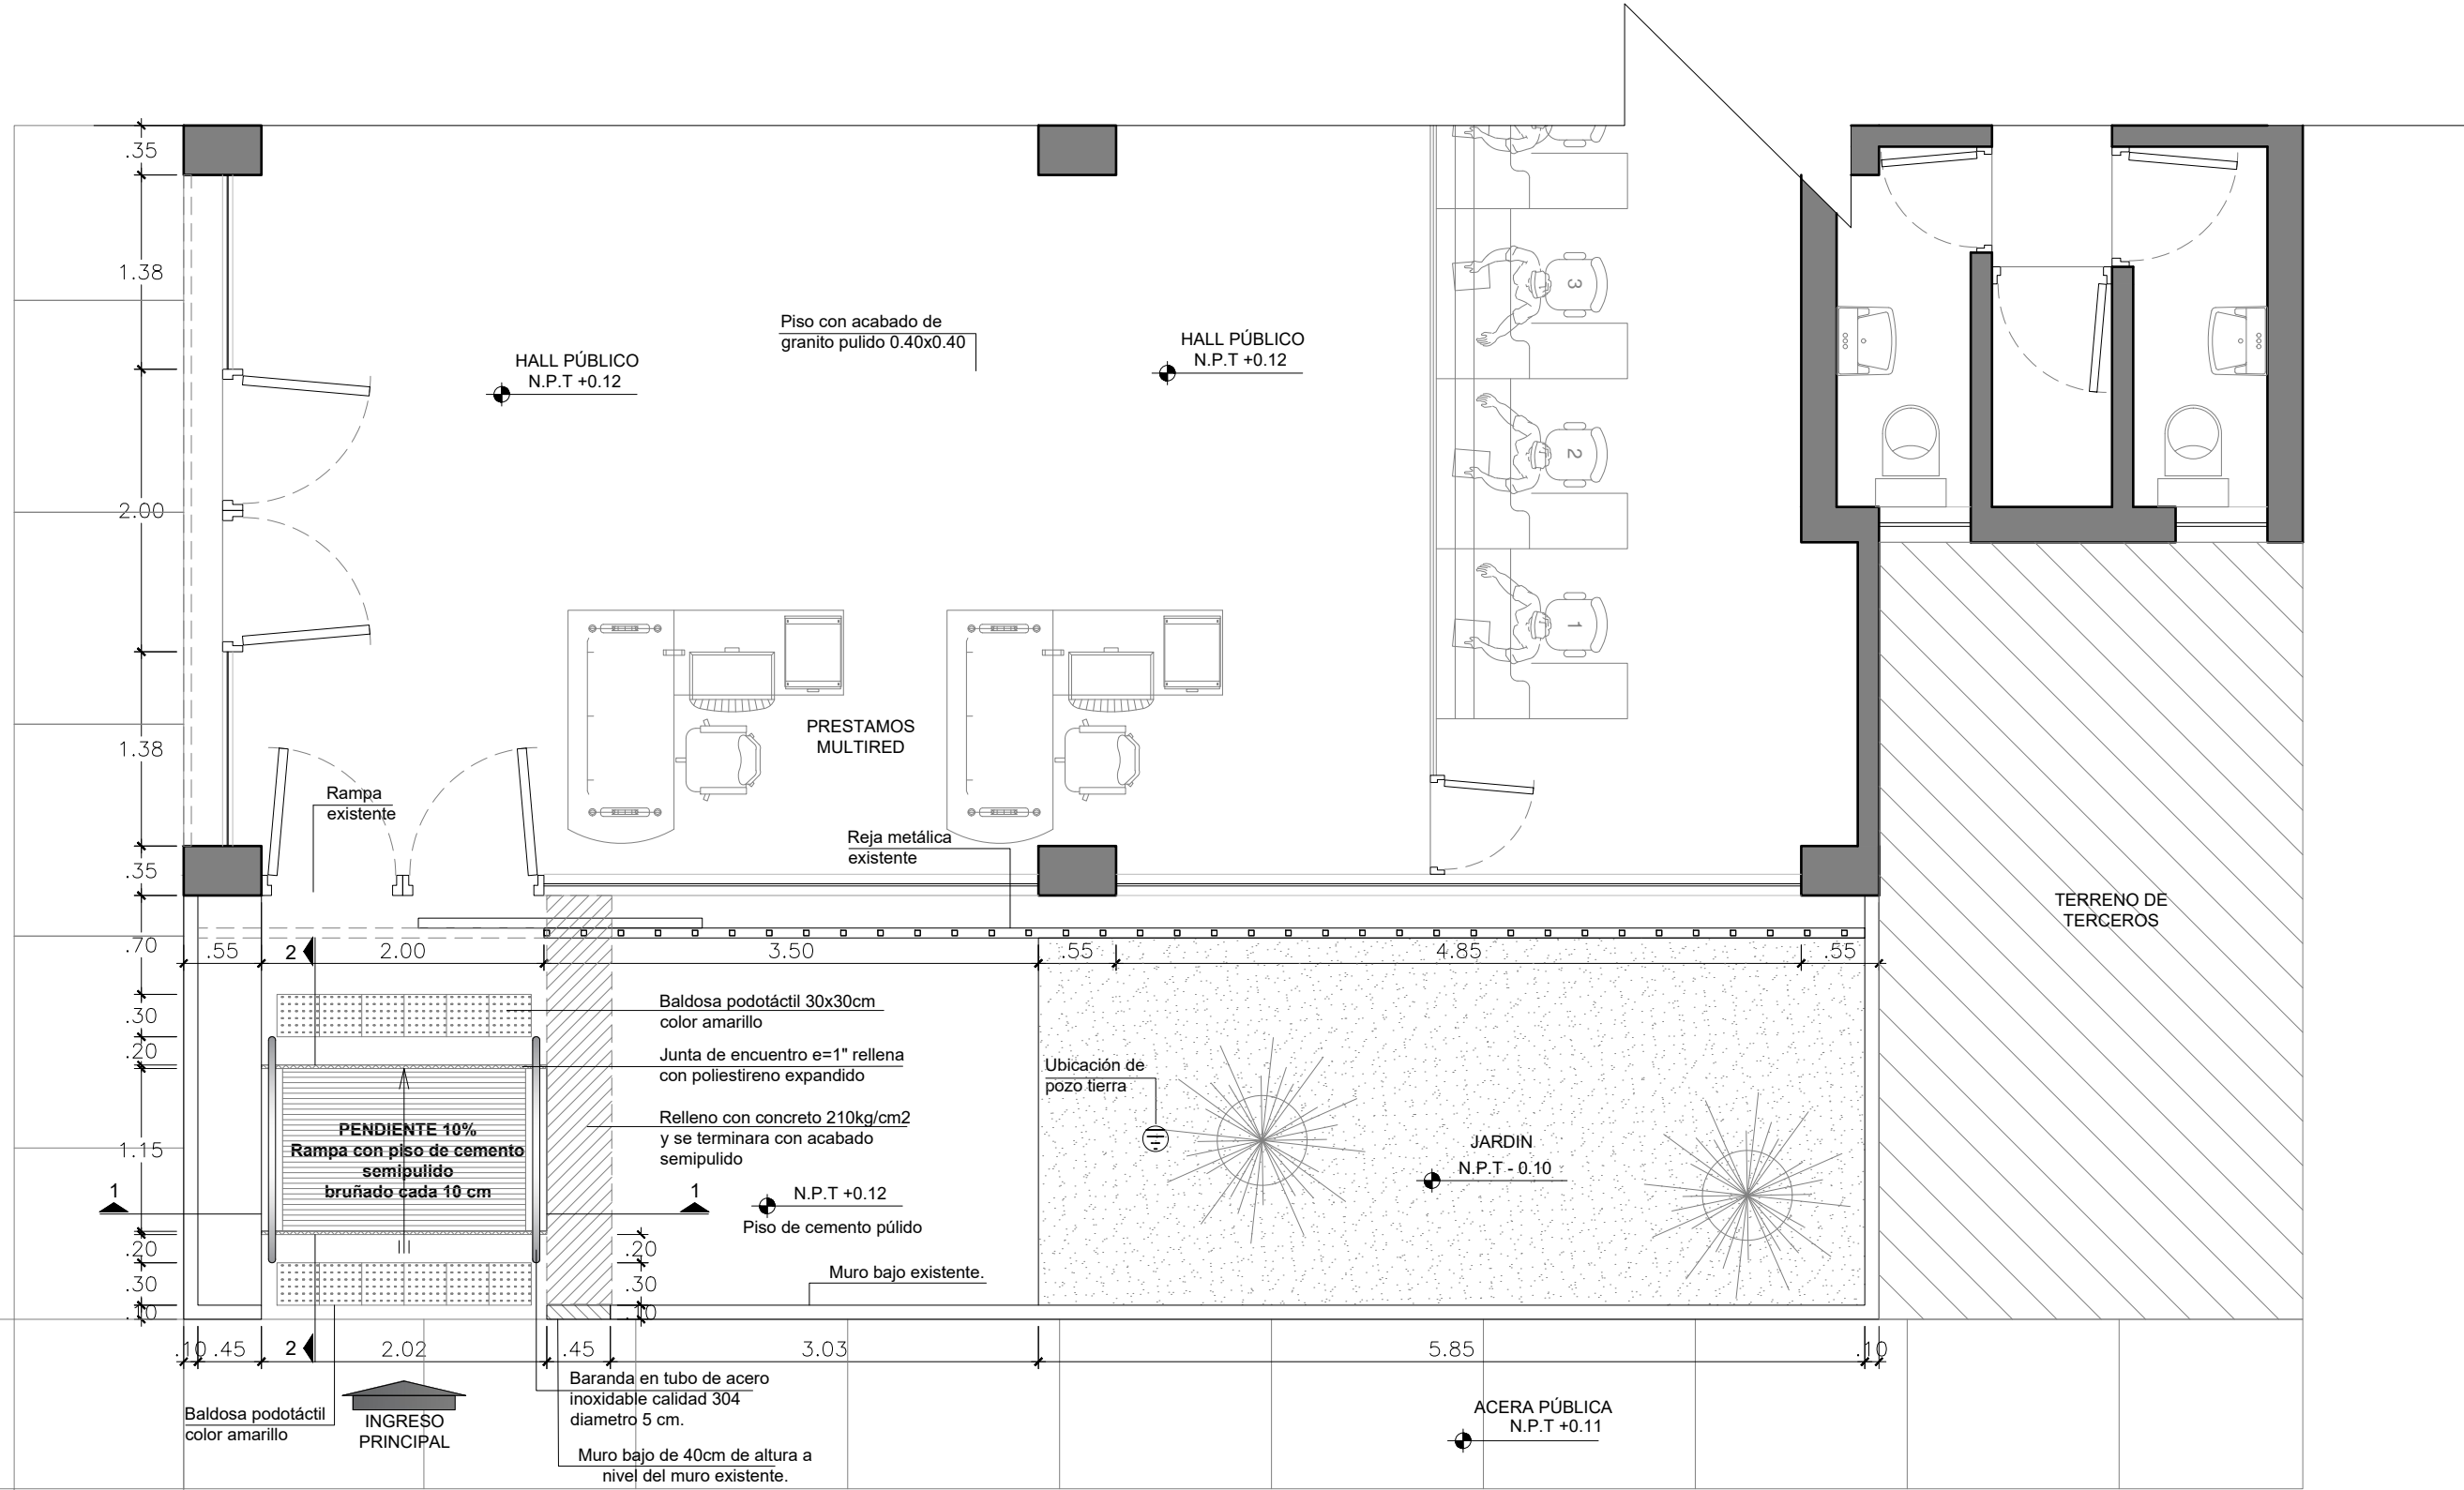 .35
1.38
2.00
1.38
.35
.70
.30
.20
1.15
.20
.30
.10
HALL PÚBLICO
N.P.T +0.12
Piso con acabado de
granito pulido 0.40x0.40
HALL PÚBLICO
N.P.T +0.12
3
2
1
PRESTAMOS
MULTIRED
Rampa
existente
Reja metálica
existente
TERRENO DE
TERCEROS
.55
2
2.00
3.50
.55
4.85
.55
Baldosa podotáctil 30x30cm
color amarillo
Junta de encuentro e=1" rellena
con poliestireno expandido
Relleno con concreto 210kg/cm2
y se terminara con acabado
semipulido
Ubicación de
pozo tierra
PENDIENTE 10%
Rampa con piso de cemento
semipulido
bruñado cada 10 cm
JARDIN
N.P.T - 0.10
1
1
N.P.T +0.12
Piso de cemento púlido
.20
.30
.10
Muro bajo existente.
.10
.45
2
2.02
.45
3.03
5.85
.10
Baldosa podotáctil
color amarillo
INGRESO
PRINCIPAL
Baranda en tubo de acero
inoxidable calidad 304
diametro 5 cm.
Muro bajo de 40cm de altura a
nivel del muro existente.
ACERA PÚBLICA
N.P.T +0.11